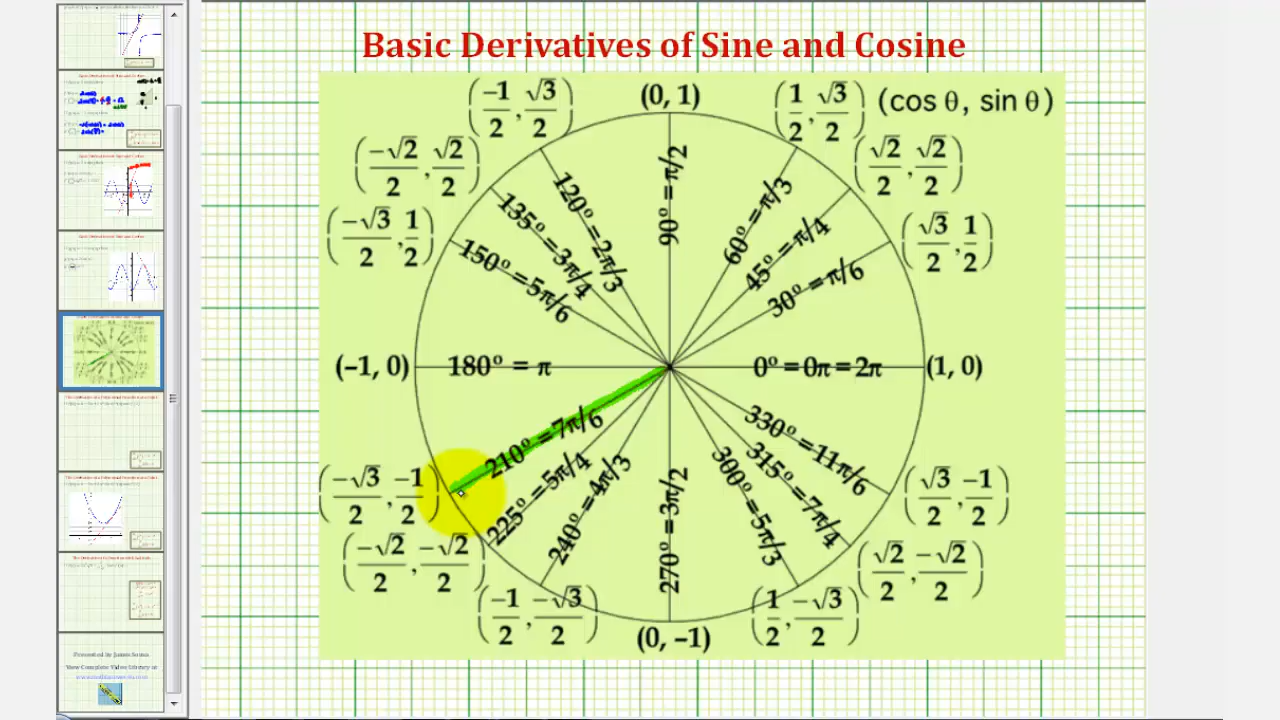 Basic Derivatives of Sine and Cosine
(-1/2, √3/2)
(0, 1)
(1/2, √3/2)
(cos θ, sin θ)
(-√2/2, √2/2)
(√2/2, √2/2)
(-√3/2, 1/2)
(√3/2, 1/2)
120° = 2π/3
90° = π/2
60° = π/3
135° = 3π/4
45° = π/4
150° = 5π/6
30° = π/6
(–1, 0)
180° = π
0° = 0π = 2π
(1, 0)
210° = 7π/6
330° = 11π/6
225° = 5π/4
315° = 7π/4
240° = 4π/3
270° = 3π/2
300° = 5π/3
(-√3/2, -1/2)
(√3/2, -1/2)
(-√2/2, -√2/2)
(√2/2, -√2/2)
(-1/2, -√3/2)
(0, –1)
(1/2, -√3/2)
Presented by James Sousa
View Complete Video Library at